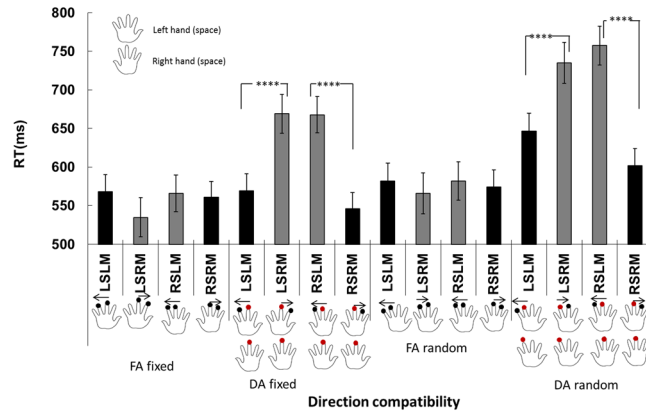 800
750
700
650
600
550
500
RT(ms)
Left hand (space)
Right hand (space)
****
****
****
****
LSLM
LSRM
RSLM
RSRM
LSLM
LSRM
RSLM
RSRM
LSLM
LSRM
RSLM
RSRM
LSLM
LSRM
RSLM
RSRM
FA fixed
DA fixed
FA random
DA random
Direction compatibility